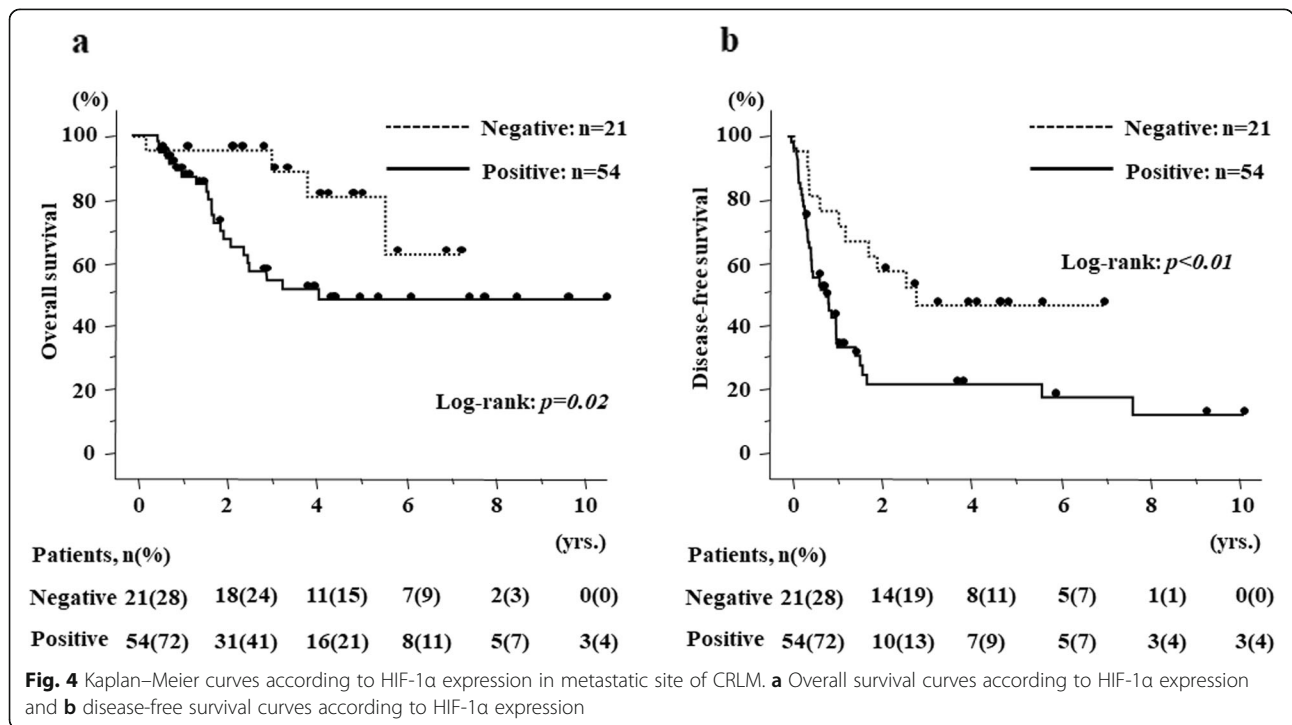 a
(%)
100
80
60
40
20
0
Overall survival
Negative: n=21
Positive: n=54
Log-rank: p=0.02
0 2 4 6 8 10
(yrs.)
Patients, n(%)
Negative 21(28) 18(24) 11(15) 7(9) 2(3) 0(0)
Positive 54(72) 31(41) 16(21) 8(11) 5(7) 3(4)
b
(%)
100
80
60
40
20
0
Disease-free survival
Negative: n=21
Positive: n=54
Log-rank: p<0.01
0 2 4 6 8 10
(yrs.)
Patients, n(%)
Negative 21(28) 14(19) 8(11) 5(7) 1(1) 0(0)
Positive 54(72) 10(13) 7(9) 5(7) 3(4) 3(4)
Fig. 4 Kaplan–Meier curves according to HIF-1α expression in metastatic site of CRLM. a Overall survival curves according to HIF-1α expression
and b disease-free survival curves according to HIF-1α expression